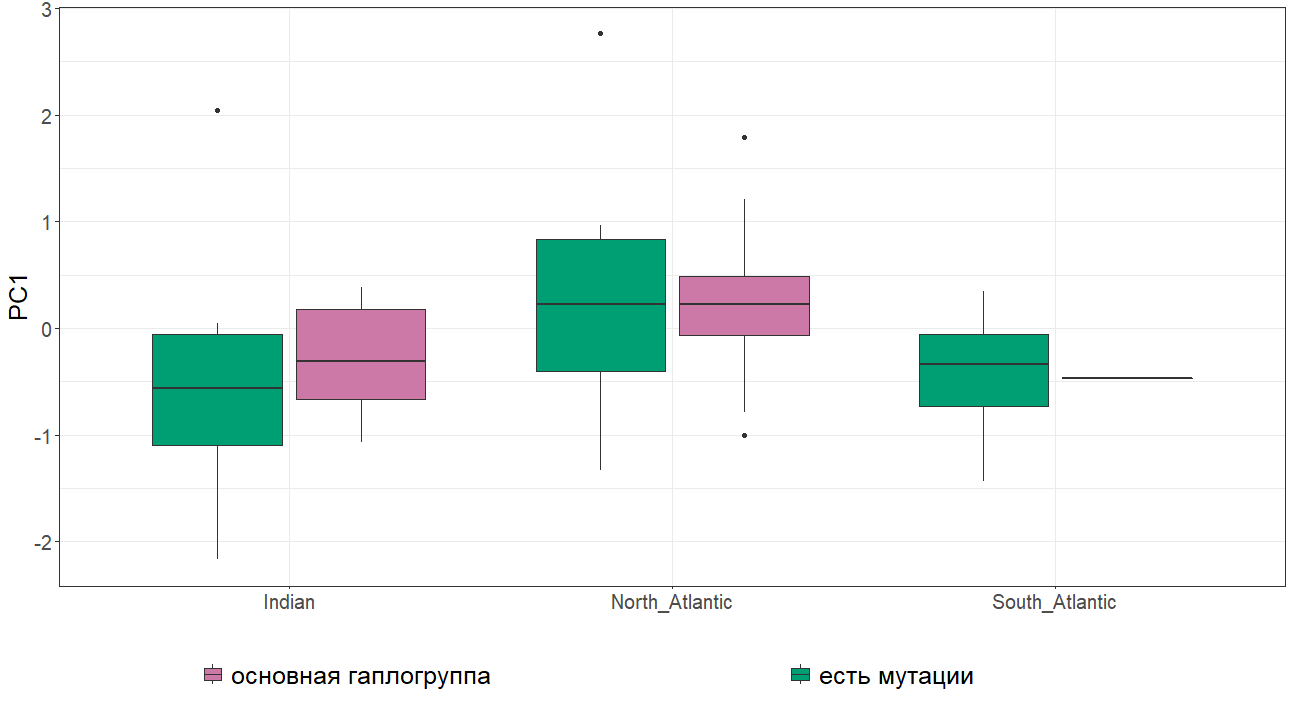 3
2
1
0
-1
-2
PC1
Indian North_Atlantic South_Atlantic
основная гаплогруппа есть мутации